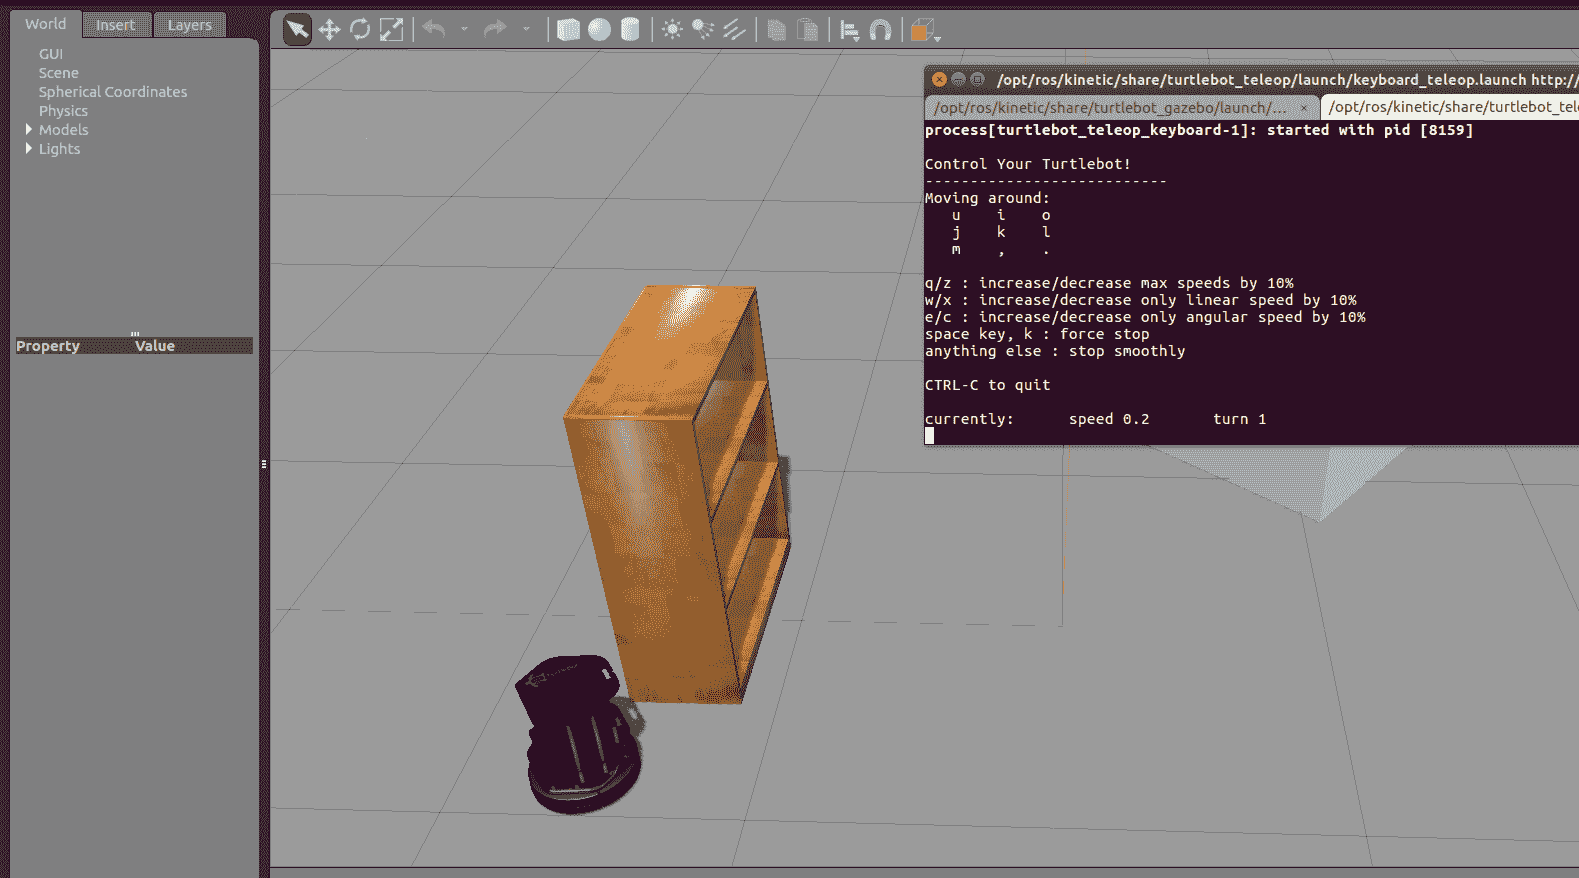 World Insert Layers
GUI
Scene
Spherical Coordinates
Physics
Models
Lights
Property Value
/opt/ros/kinetic/share/turtlebot_teleop/launch/keyboard_teleop.launch http://
/opt/ros/kinetic/share/turtlebot_gazebo/launch/... × /opt/ros/kinetic/share/turtlebot_tel
process[turtlebot_teleop_keyboard-1]: started with pid [8159]
Control Your Turtlebot!
---------------------------
Moving around:
u i o
j k l
m , .
q/z : increase/decrease max speeds by 10%
w/x : increase/decrease only linear speed by 10%
e/c : increase/decrease only angular speed by 10%
space key, k : force stop
anything else : stop smoothly
CTRL-C to quit
currently: speed 0.2 turn 1